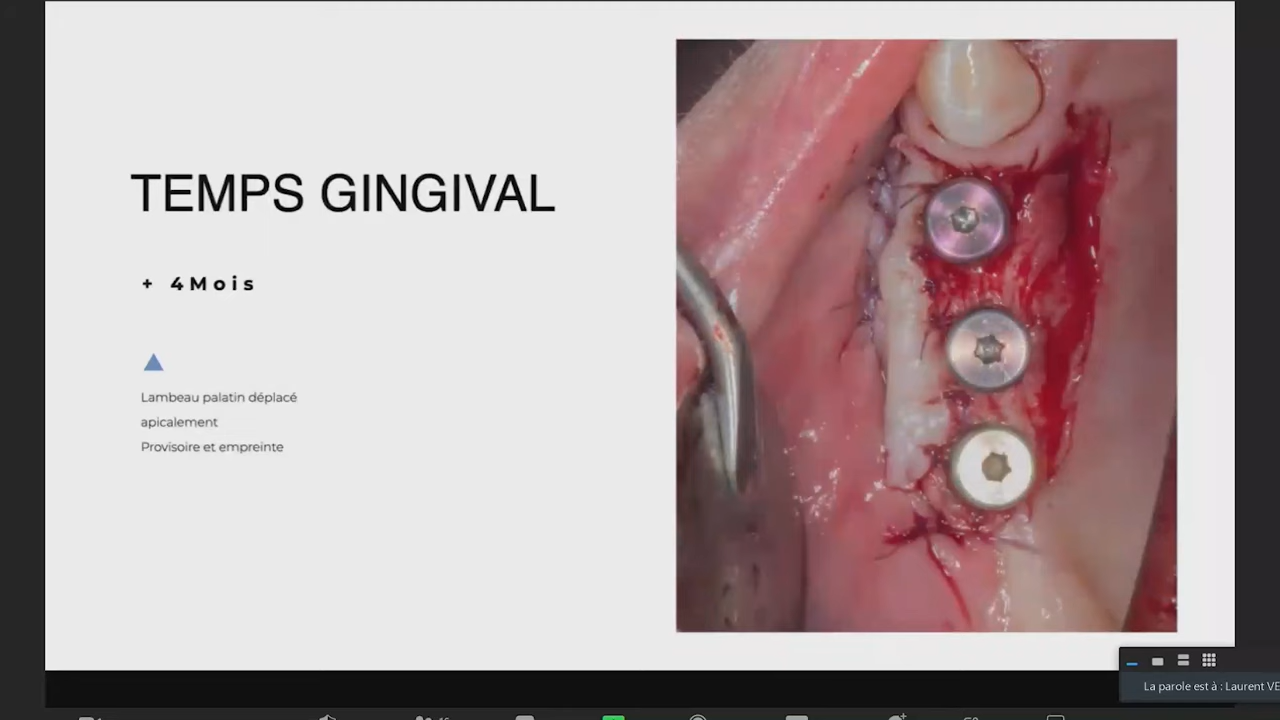 TEMPS GINGIVAL
+ 4Mois
Lambeau palatin déplacé
apicalement
Provisoire et empreinte
La parole est à : Laurent VE